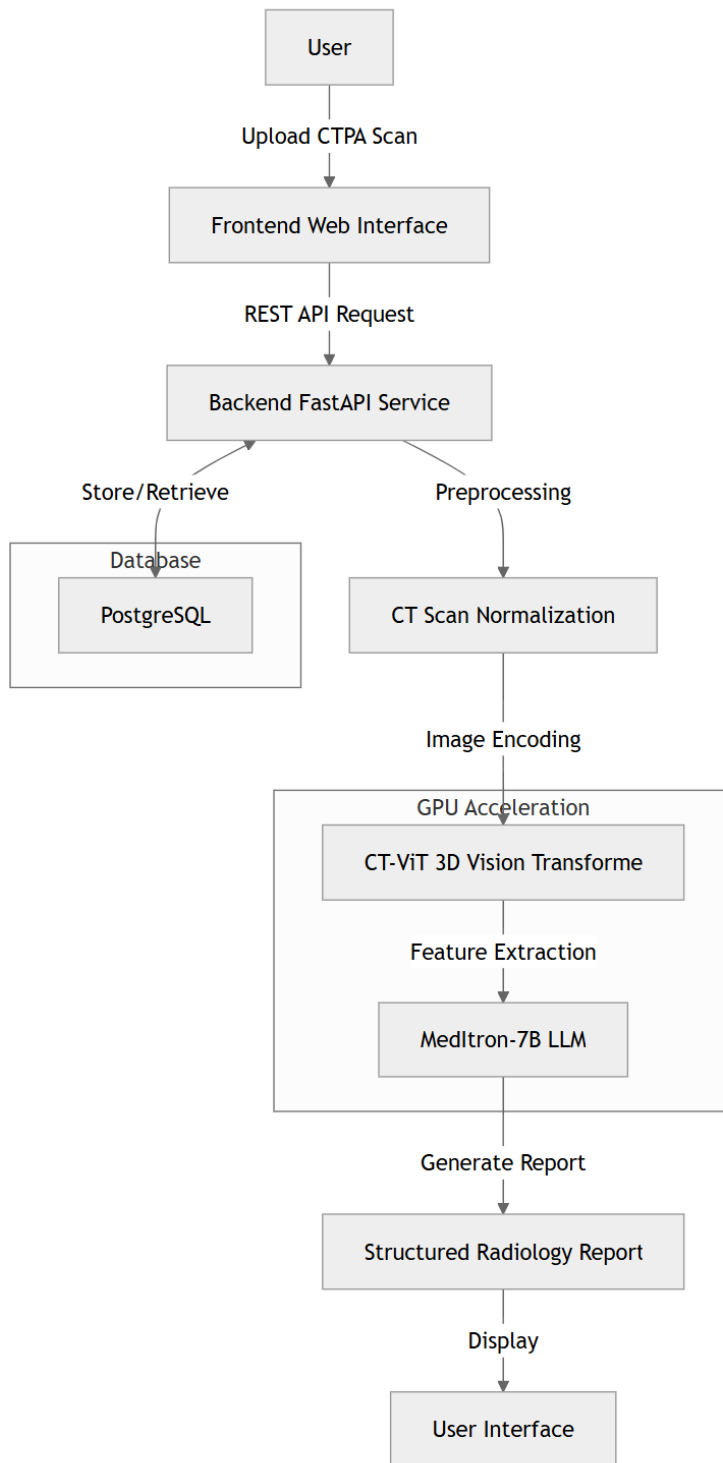 User
Upload CTPA Scan
Frontend Web Interface
REST API Request
Backend FastAPI Service
Store/Retrieve
Preprocessing
Database
PostgreSQL
CT Scan Normalization
Image Encoding
GPU Acceleration
CT-ViT 3D Vision Transforme
Feature Extraction
MedItron-7B LLM
Generate Report
Structured Radiology Report
Display
User Interface